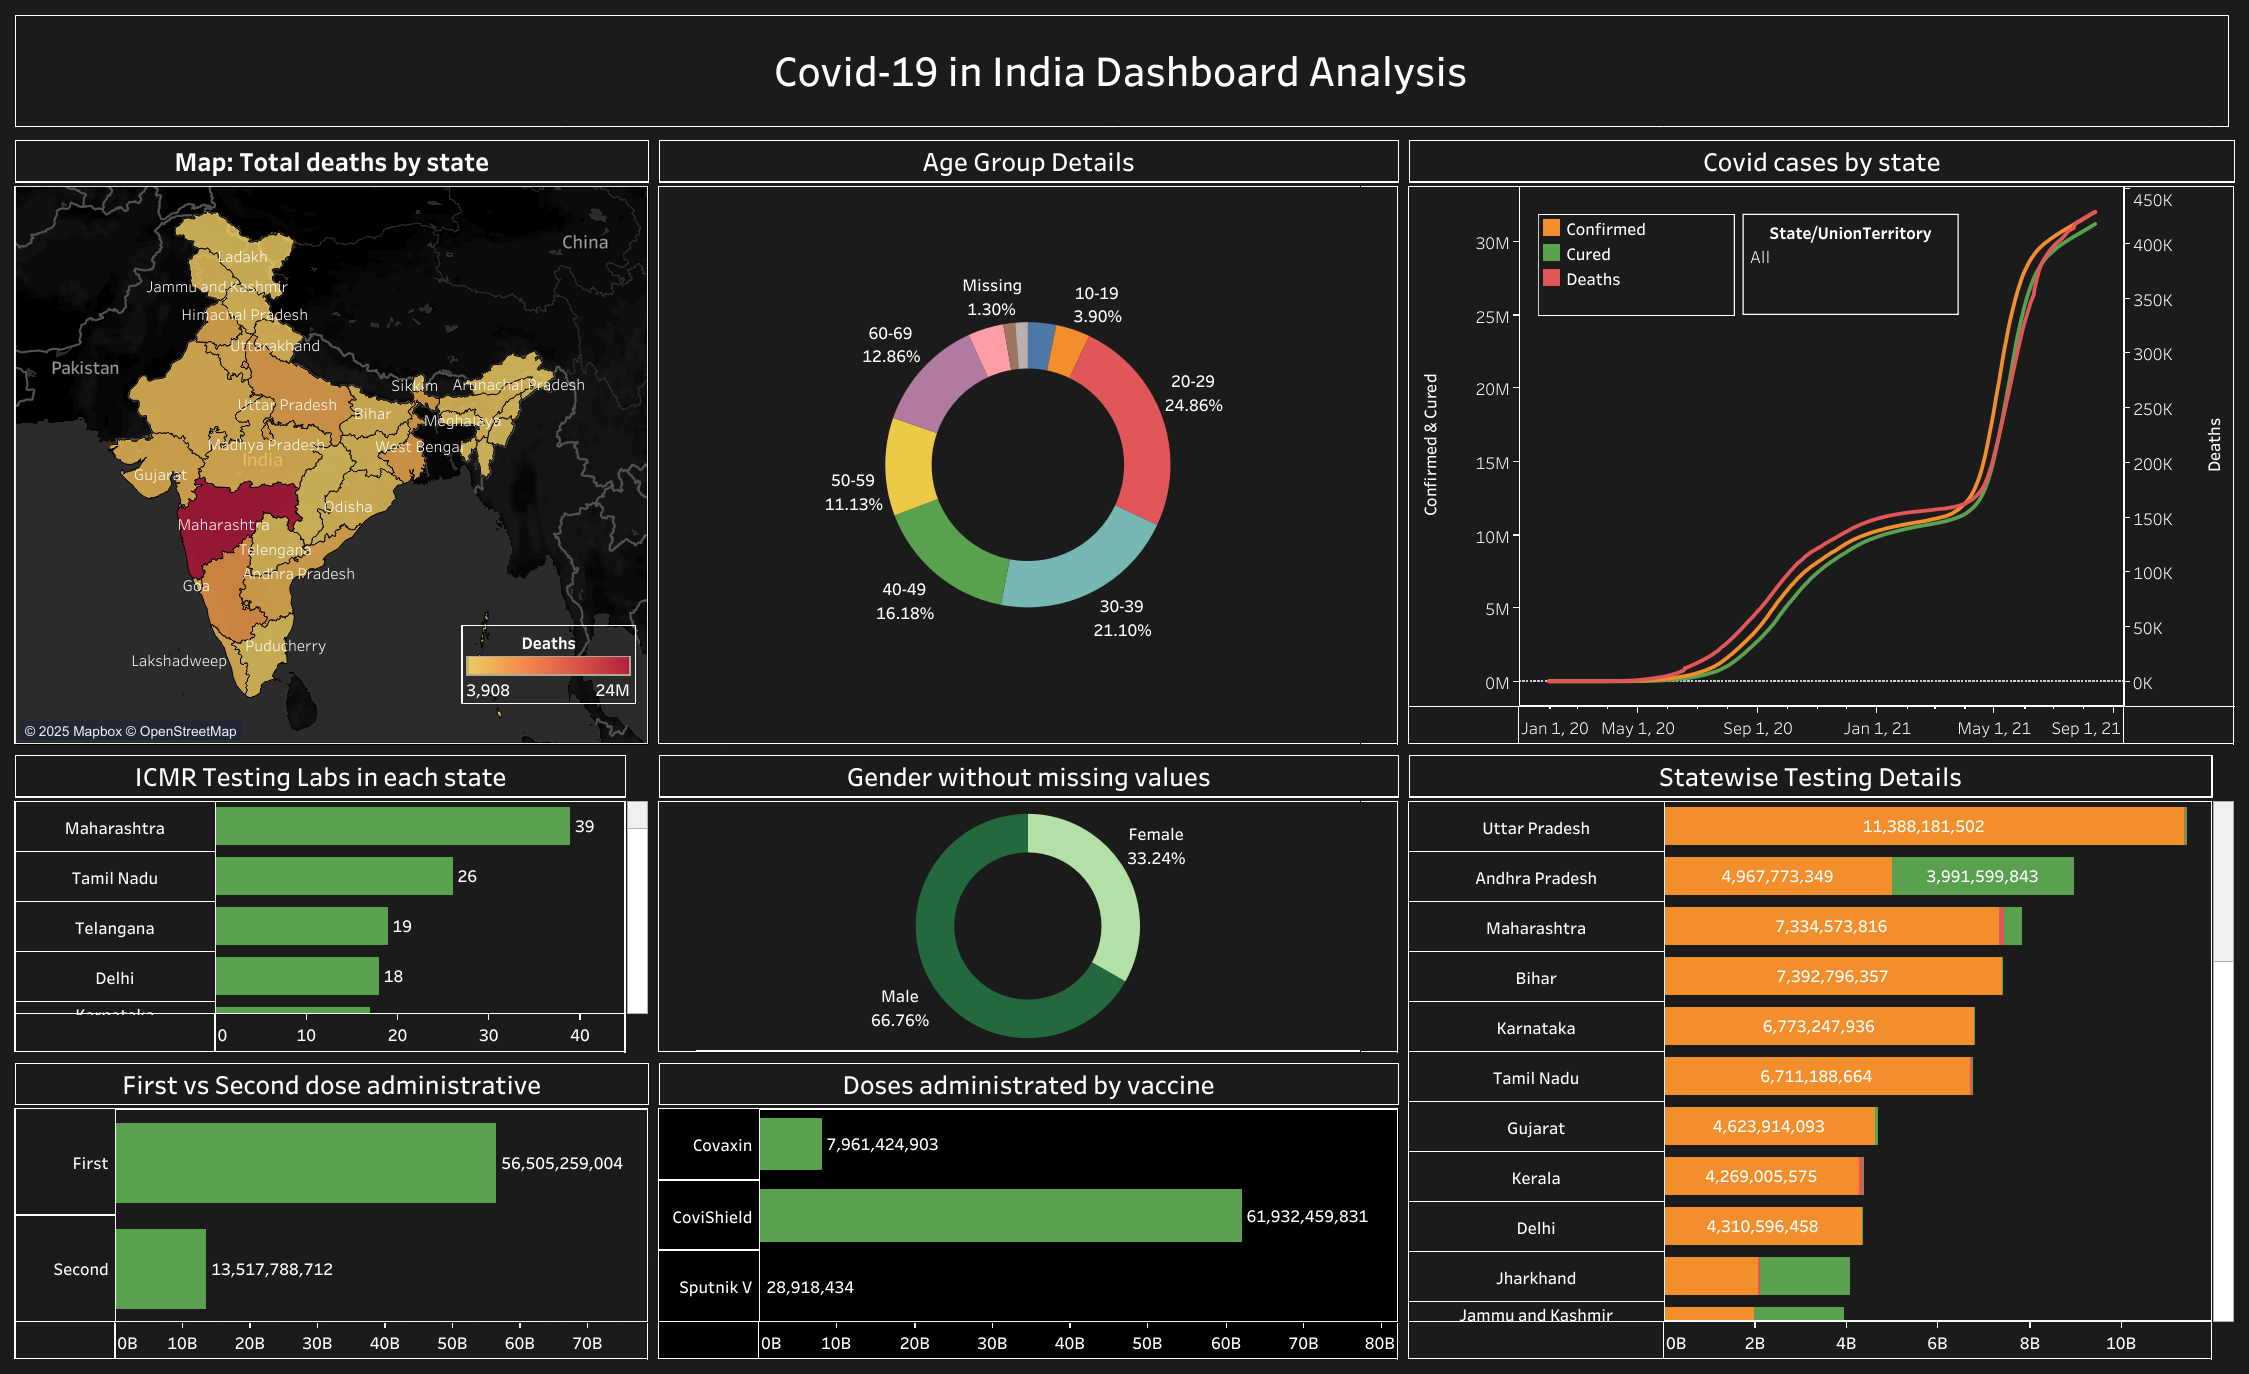 Covid-19 in India Dashboard Analysis
Map: Total deaths by state
China
Ladakh
Jammu and Kashmir
Himachal Pradesh
Uttarakhand
Pakistan
Sikkim
Arunachal Pradesh
Uttar Pradesh
Bihar
Meghalaya
Madhya Pradesh
West Bengal
India
Gujarat
Odisha
Maharashtra
Telengana
Andhra Pradesh
Goa
Puducherry
Lakshadweep
Deaths
3,908 24M
© 2025 Mapbox © OpenStreetMap
Age Group Details
Missing
1.30%
10-19
3.90%
20-29
24.86%
30-39
21.10%
40-49
16.18%
50-59
11.13%
60-69
12.86%
Covid cases by state
Confirmed
Cured
Deaths
State/UnionTerritory
All
Confirmed & Cured
30M
25M
20M
15M
10M
5M
0M
450K
400K
350K
300K
250K
200K
150K
100K
50K
0K
Deaths
Jan 1, 20 May 1, 20 Sep 1, 20 Jan 1, 21 May 1, 21 Sep 1, 21
ICMR Testing Labs in each state
Maharashtra 39
Tamil Nadu 26
Telangana 19
Delhi 18
Karnataka
0 10 20 30 40
Gender without missing values
Female
33.24%
Male
66.76%
Statewise Testing Details
Uttar Pradesh 11,388,181,502
Andhra Pradesh 4,967,773,349 3,991,599,843
Maharashtra 7,334,573,816
Bihar 7,392,796,357
Karnataka 6,773,247,936
Tamil Nadu 6,711,188,664
Gujarat 4,623,914,093
Kerala 4,269,005,575
Delhi 4,310,596,458
Jharkhand
Jammu and Kashmir
0B 2B 4B 6B 8B 10B
First vs Second dose administrative
First 56,505,259,004
Second 13,517,788,712
0B 10B 20B 30B 40B 50B 60B 70B
Doses administrated by vaccine
Covaxin 7,961,424,903
CoviShield 61,932,459,831
Sputnik V 28,918,434
0B 10B 20B 30B 40B 50B 60B 70B 80B